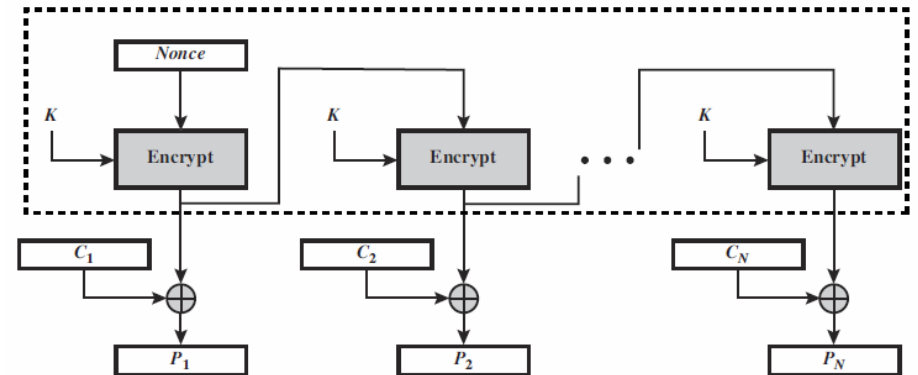 Nonce
K K K
Encrypt Encrypt • • • Encrypt
C1 C2 CN
P1 P2 PN